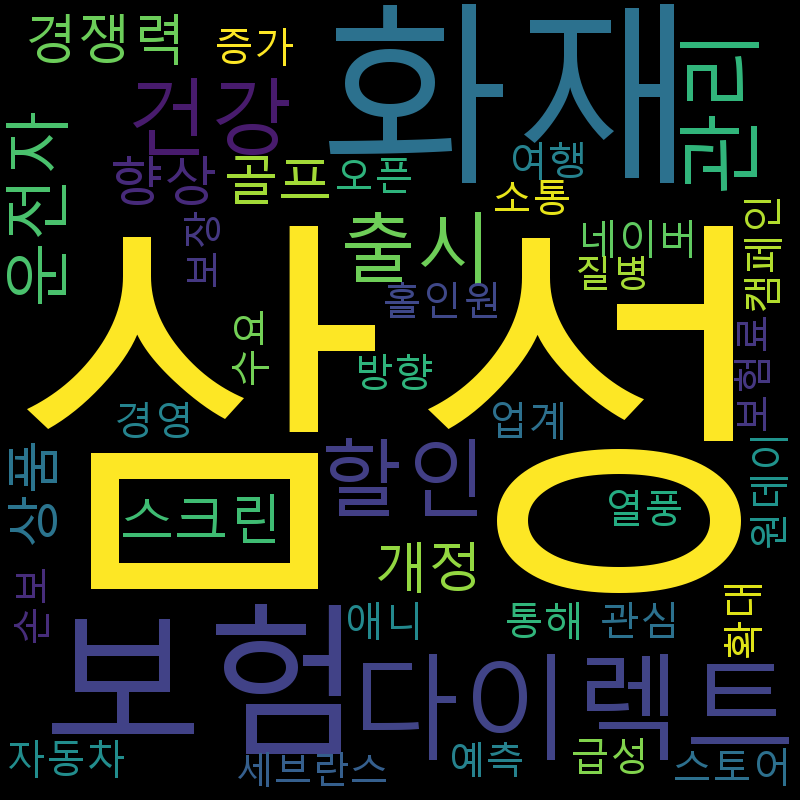 경쟁력
증가
화재
관리
건강
운전자
향상
골프
오픈
여행
소통
보장
출시
네이버
질병
캠페인
홀인원
삼성
수여
방향
보험료
경영
업계
상품
할인
원데이
스크린
열풍
개정
손보
확대
애니
통해
관심
보험
다이렉트
자동차
세브란스
예측
급성
스토어